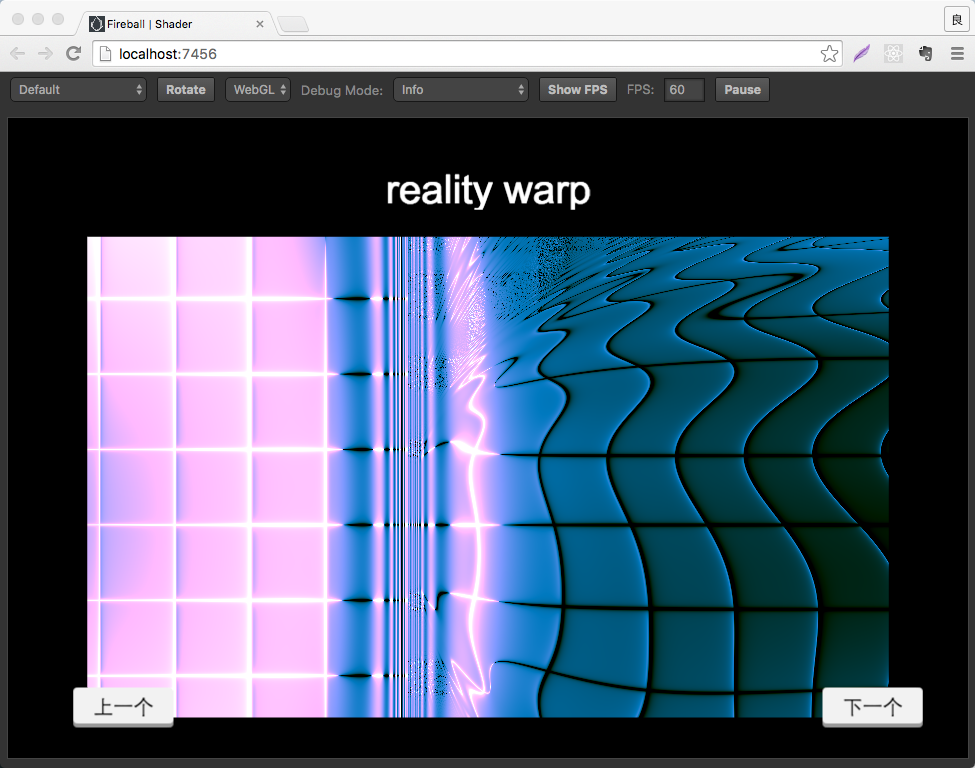 Fireball | Shader
良
localhost:7456
Default Rotate WebGL Debug Mode: Info Show FPS FPS: 60 Pause
reality warp
上一个 下一个